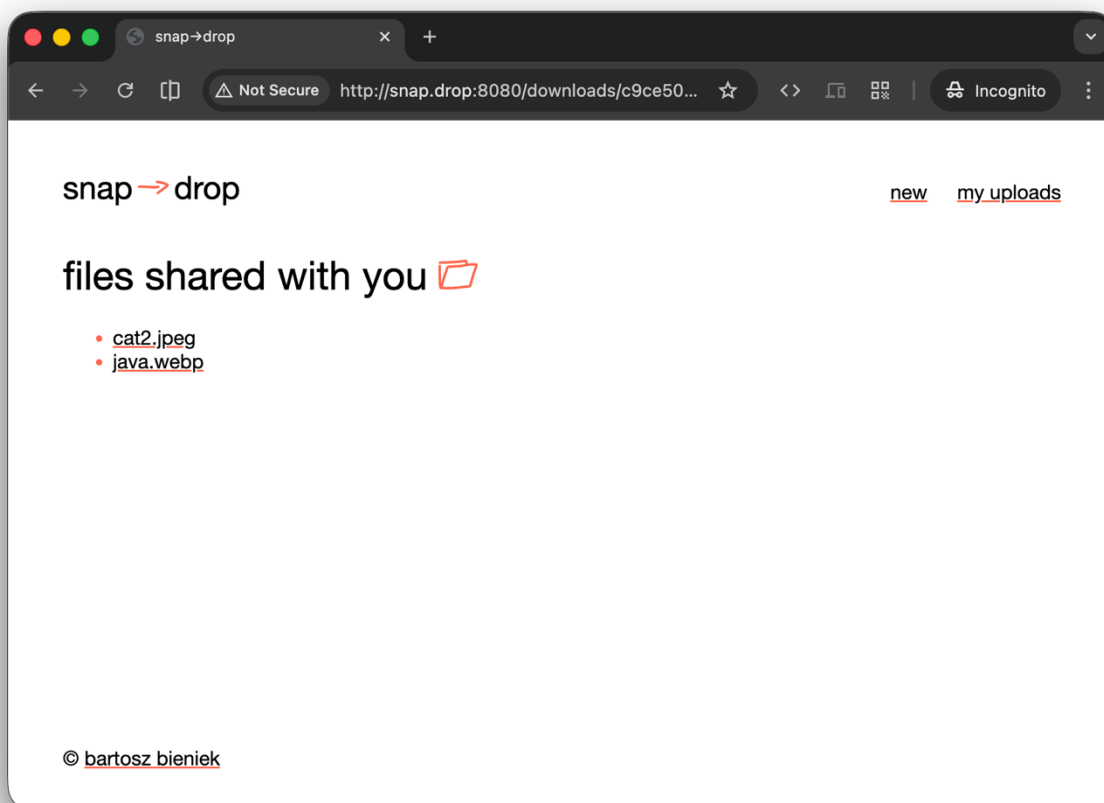 snap→drop
Not Secure http://snap.drop:8080/downloads/c9ce50... Incognito
snap→drop
new my uploads
files shared with you
cat2.jpeg
java.webp
© bartosz bieniek